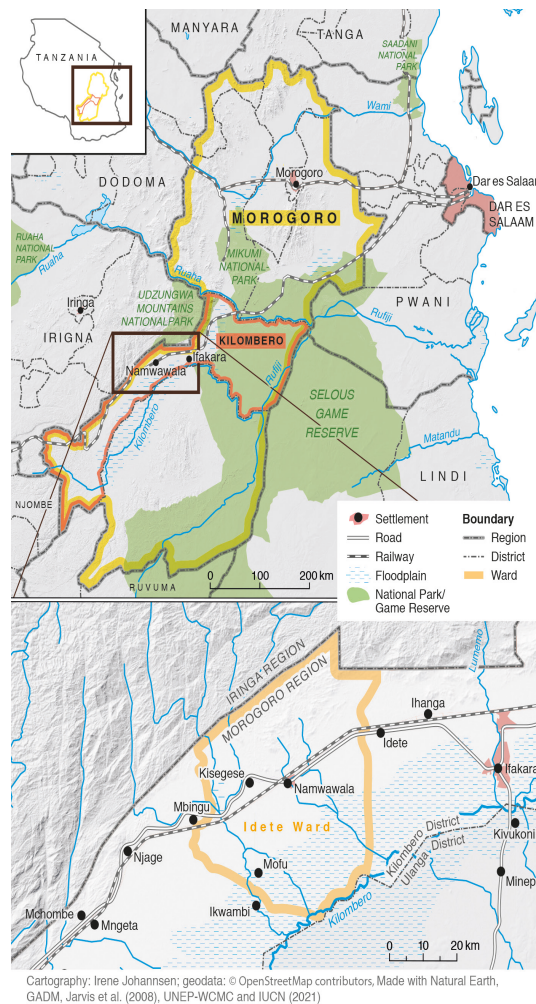 MANYARA
TANGA
SAADANI
NATIONAL
PARK
TANZANIA
Wami
DODOMA
Morogoro
Dar es Salaam
DAR ES
SALAAM
MOROGORO
RUAHA
NATIONAL
PARK
Ruaha
MIKUMI
NATIONAL-
PARK
Ruaha
UDZUNGWA
MOUNTAINS
NATIONALPARK
PWANI
Iringa
Rufiji
IRIGNA
KILOMBERO
Ifakara
Namwawala
Rufiji
SELOUS
GAME
RESERVE
Kilombero
Matandu
LINDI
NJOMBE
RUVUMA
0 100 200 km
Settlement
Road
Railway
Floodplain
National Park/
Game Reserve
Boundary
Region
District
Ward
IRINGA REGION
MOROGORO REGION
Lumemo
Ihanga
Idete
Ifakara
Kisegese
Namwawala
Mbingu
Idete Ward
Kivukoni
Kilombero District
Ulanga District
Njage
Mofu
Minep
Ikwambi
Kilombero
Mchombe
Mngeta
0 10 20 km
Cartography: Irene Johannsen; geodata: © OpenStreetMap contributors, Made with Natural Earth,
GADM, Jarvis et al. (2008), UNEP-WCMC and IUCN (2021)